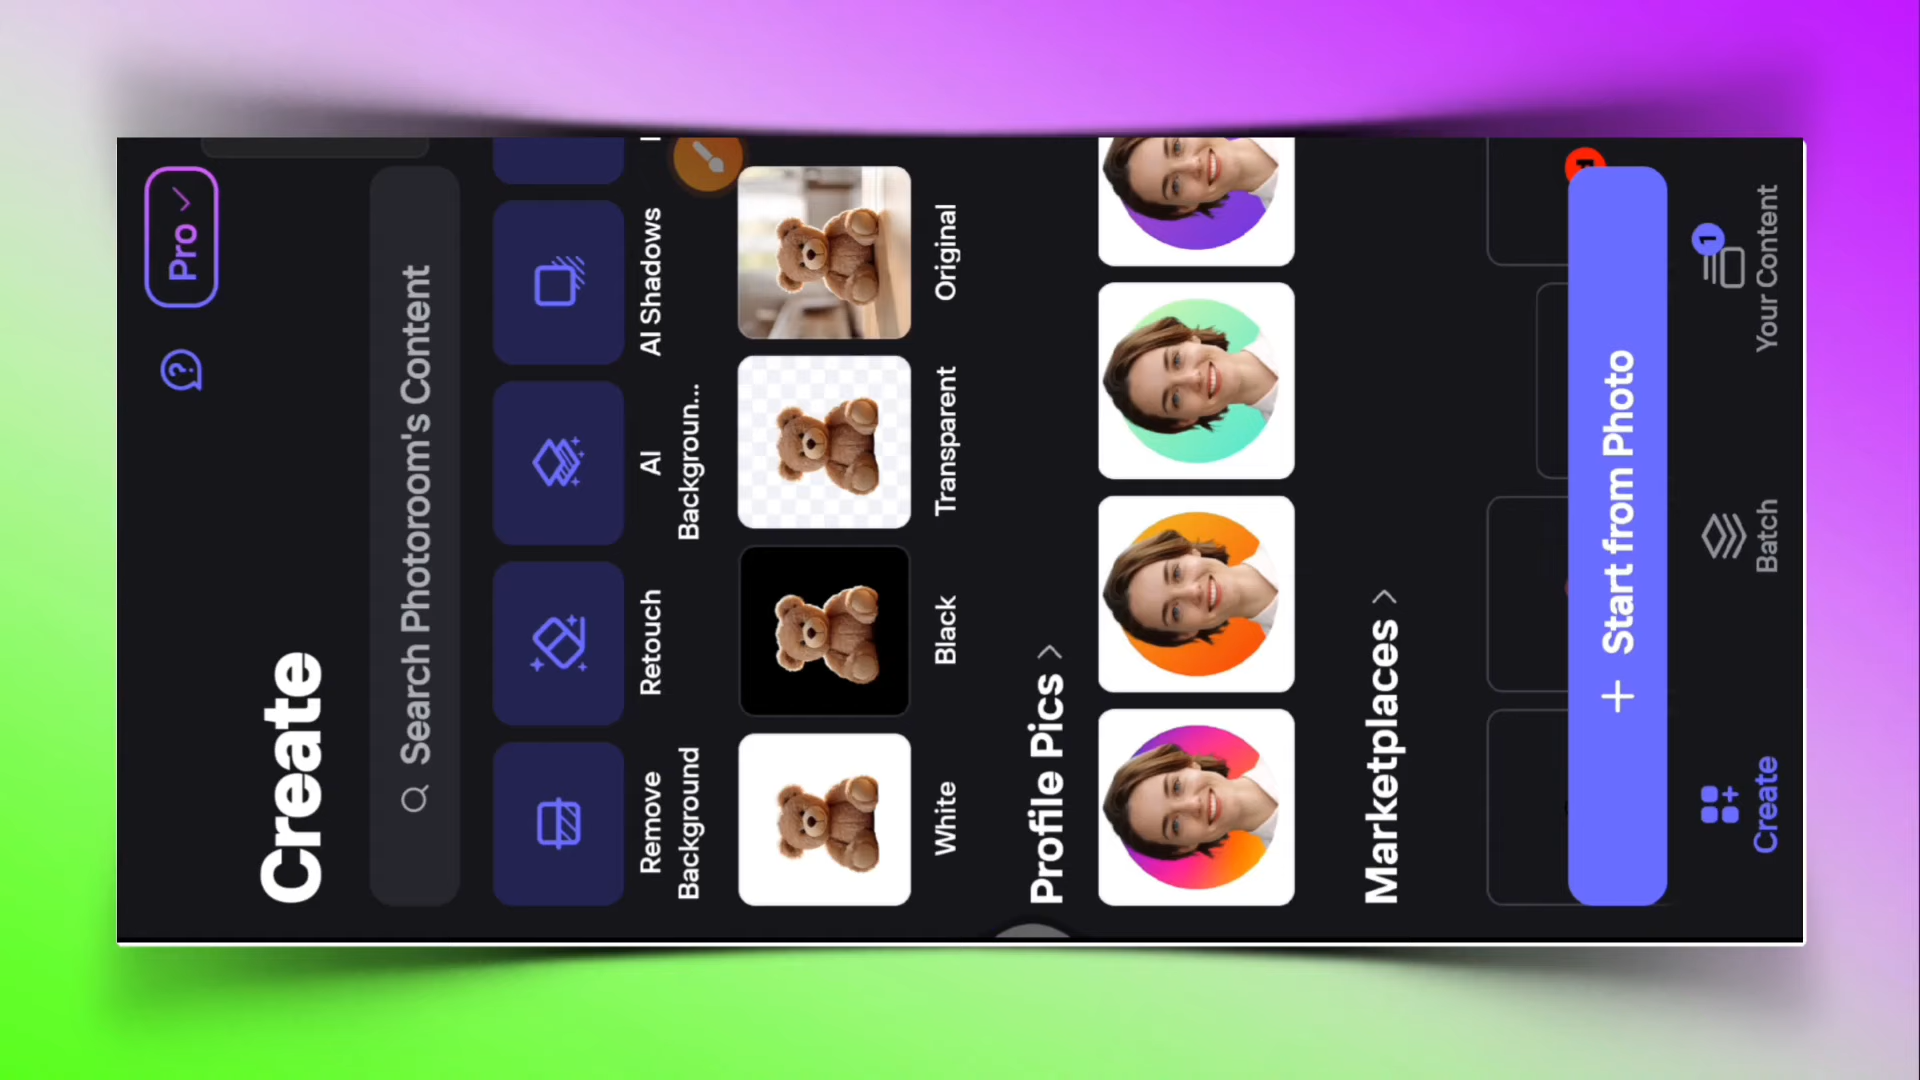 Pro
Create
Search Photoroom's Content
Remove
Background
Retouch
AI
Backgroun...
AI Shadows
White
Black
Transparent
Original
Profile Pics >
Marketplaces >
+ Start from Photo
Create
Batch
1
Your Content